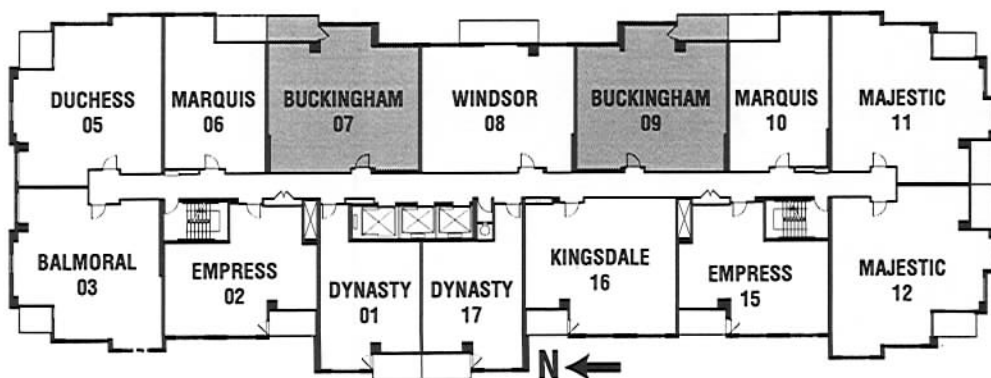 DUCHESS
05
MARQUIS
06
BUCKINGHAM
07
WINDSOR
08
BUCKINGHAM
09
MARQUIS
10
MAJESTIC
11
BALMORAL
03
EMPRESS
02
DYNASTY
01
DYNASTY
17
KINGSDALE
16
EMPRESS
15
MAJESTIC
12
N